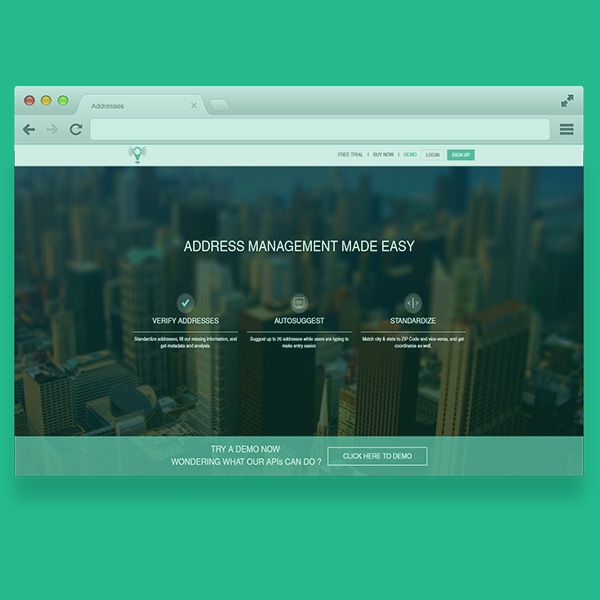 Addresses
FREE TRIAL | BUY NOW | DEMO LOGIN SIGN UP
ADDRESS MANAGEMENT MADE EASY
VERIFY ADDRESSES
Standardize addresses, fill out missing information, and
get metadata and analysis.
AUTOSUGGEST
Suggest up to 20 addresses while users are typing to
make entry easier.
STANDARDIZE
Match city & state to ZIP Code and vice-versa, and get
coordinates as well.
TRY A DEMO NOW
WONDERING WHAT OUR APIs CAN DO ?
CLICK HERE TO DEMO